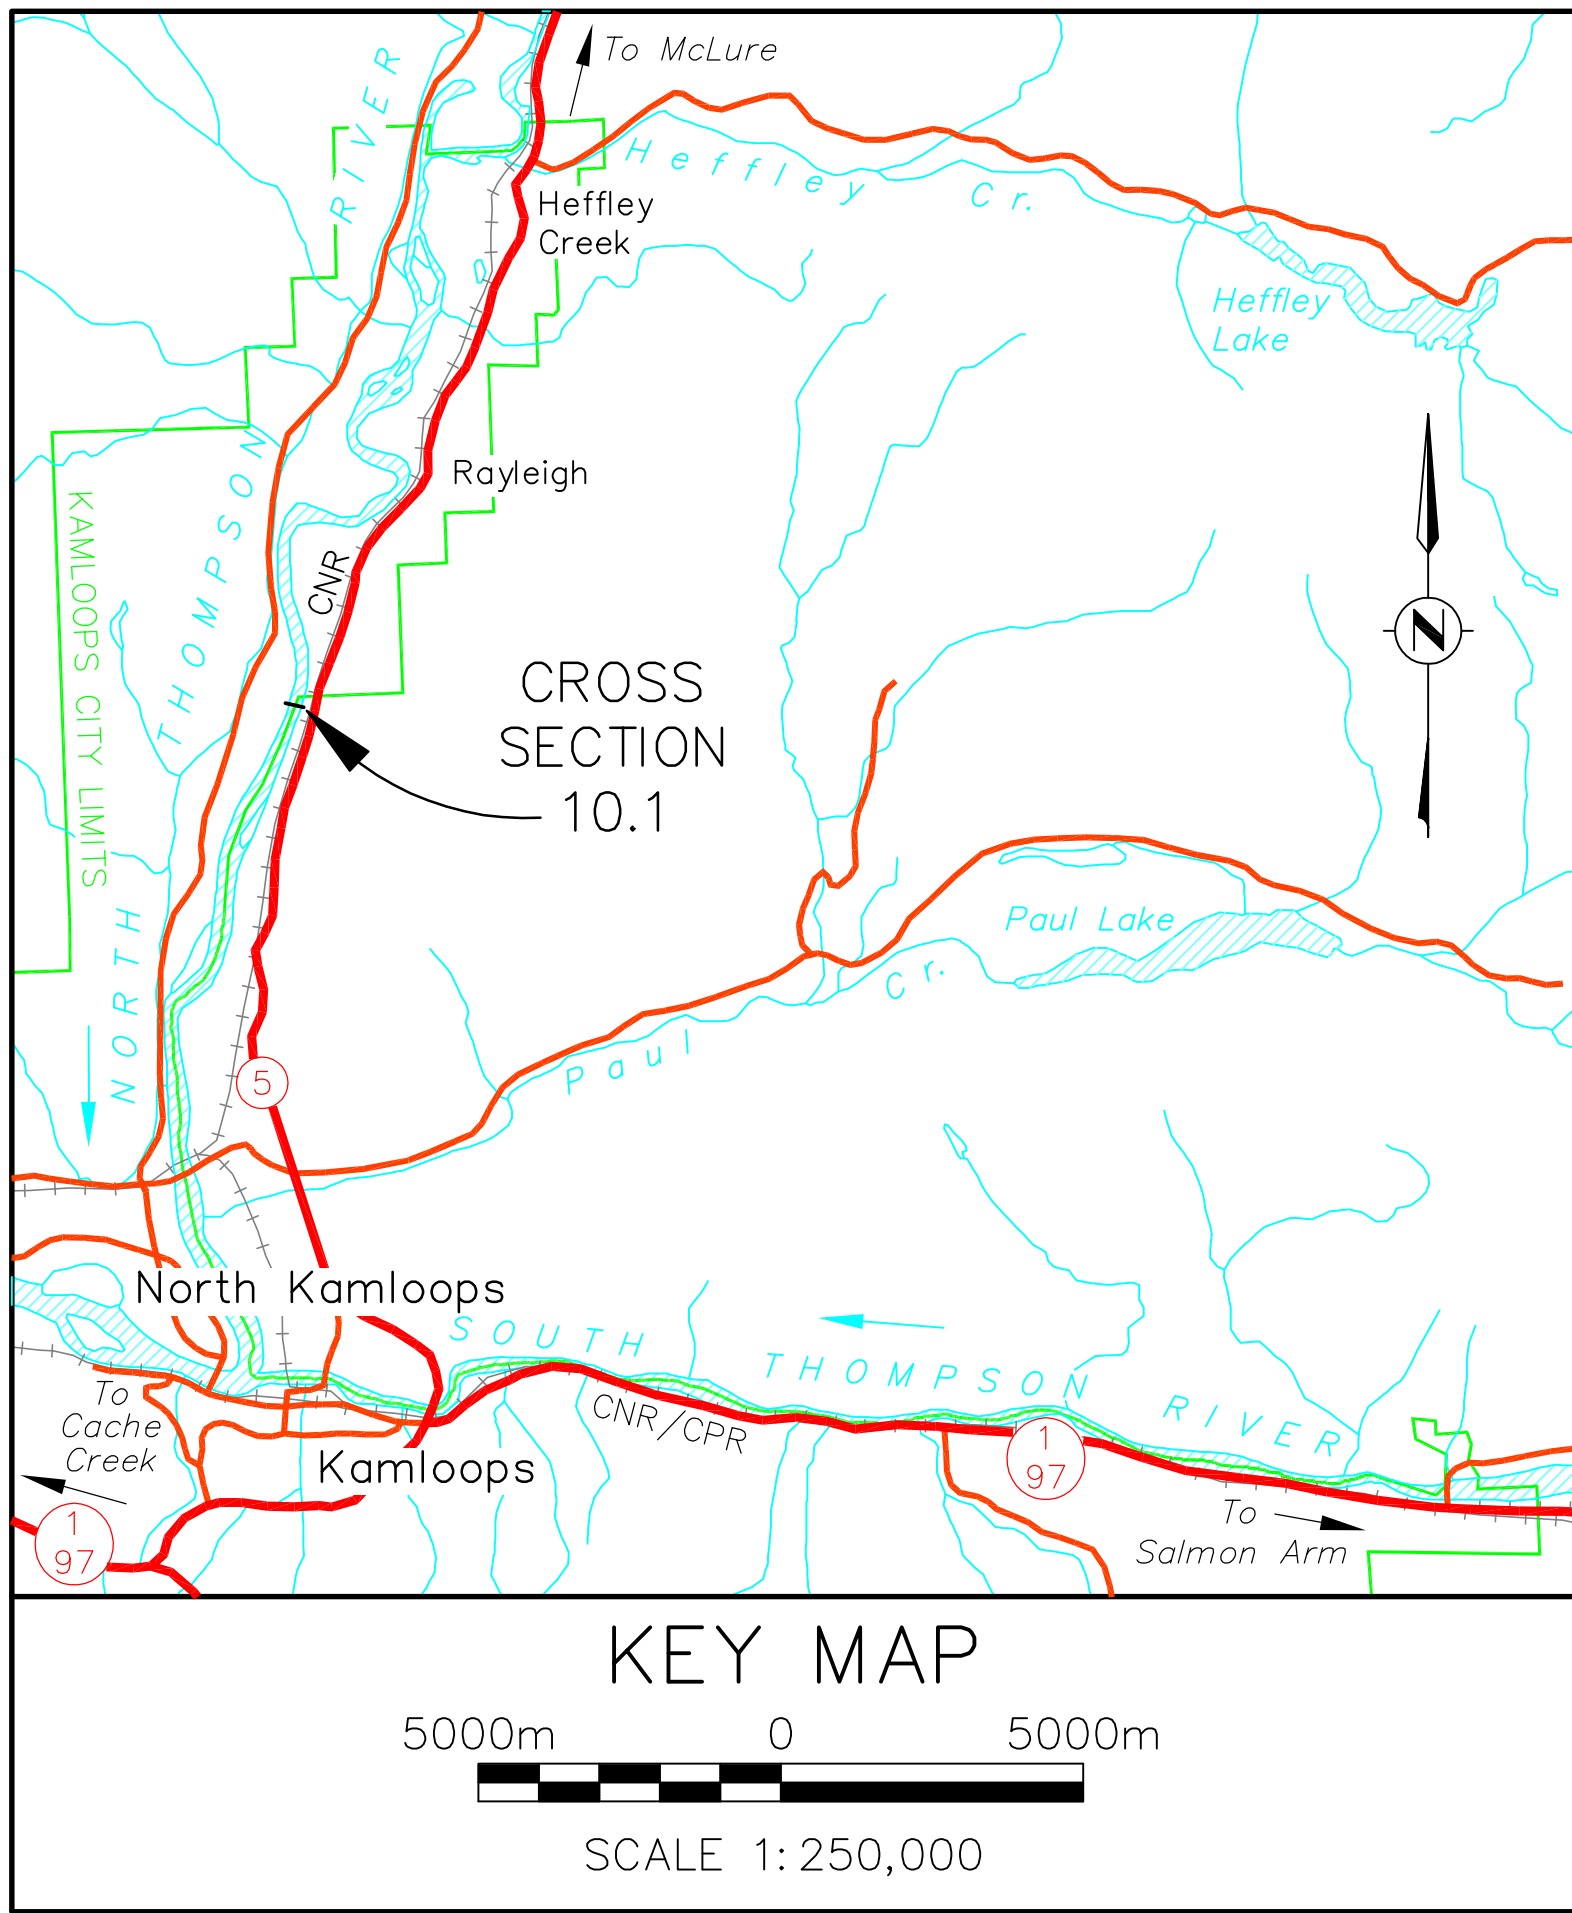 To McLure
NORTH THOMPSON RIVER
Heffley Cr.
Heffley
Creek
Heffley
Lake
Rayleigh
KAMLOOPS CITY LIMITS
CNR
N
CROSS
SECTION
10.1
Paul Lake
Paul Cr.
5
North Kamloops
SOUTH THOMPSON RIVER
To
Cache
Creek
CNR/CPR
Kamloops
1
97
1
97
To
Salmon Arm
KEY MAP
5000m 0 5000m
SCALE 1:250,000